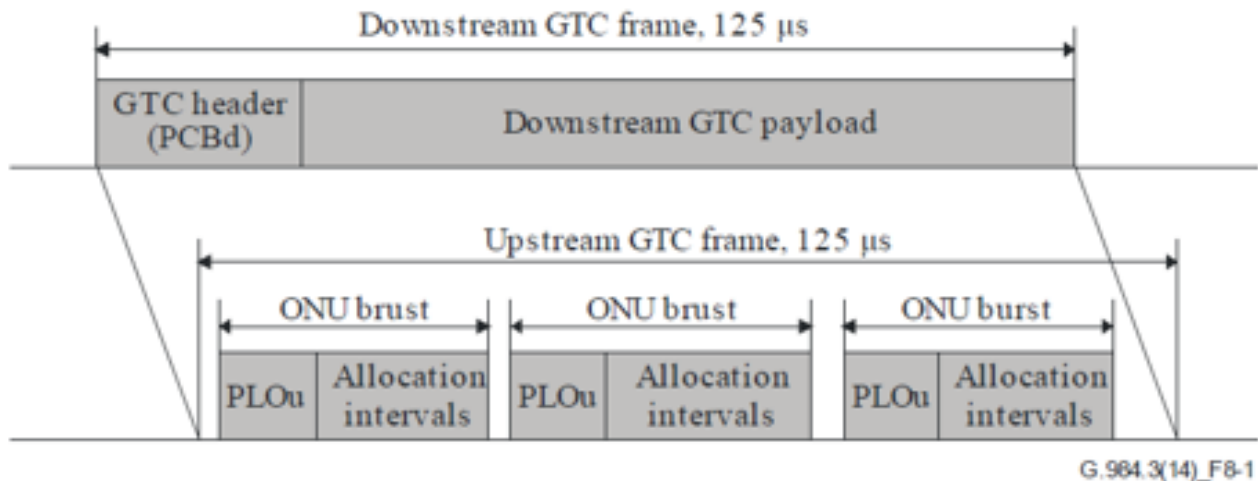 Downstream GTC frame, 125 μs
GTC header
(PCBd)
Downstream GTC payload
Upstream GTC frame, 125 μs
ONU brust
ONU brust
ONU burst
PLOu
Allocation
intervals
PLOu
Allocation
intervals
PLOu
Allocation
intervals
G.984.3(14)_F8-1